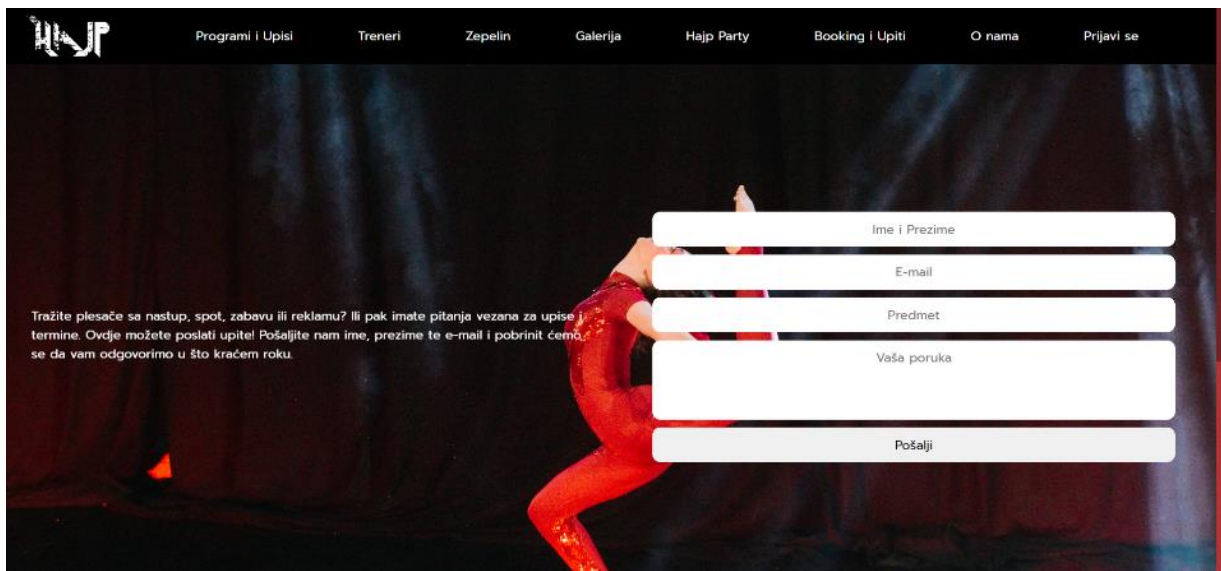 HAJP
Programi i Upisi
Treneri
Zepelin
Galerija
Hajp Party
Booking i Upiti
O nama
Prijavi se
Tražite plesače sa nastup, spot, zabavu ili reklamu? Ili pak imate pitanja vezana za upise i
termine. Ovdje možete poslati upite! Pošaljite nam ime, prezime te e-mail i pobrinit ćemo
se da vam odgovorimo u što kraćem roku.
Ime i Prezime
E-mail
Predmet
Vaša poruka
Pošalji